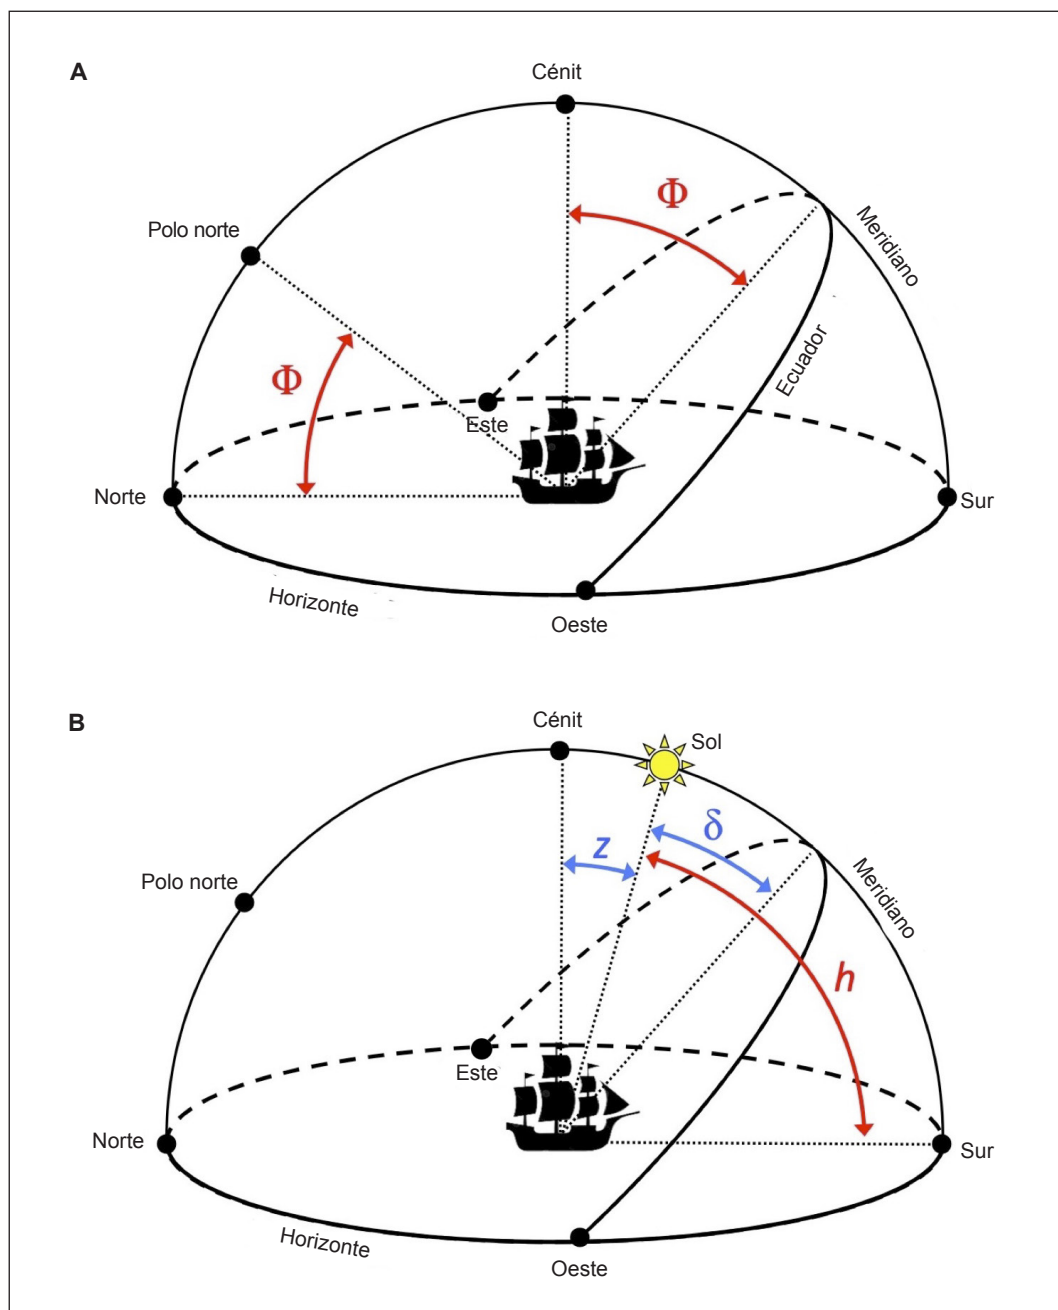 A
Cénit
Φ
Polo norte
Meridiano
Φ
Ecuador
Este
Norte
Sur
Horizonte
Oeste
B
Cénit
Sol
δ
z
Polo norte
Meridiano
h
Este
Norte
Sur
Horizonte
Oeste